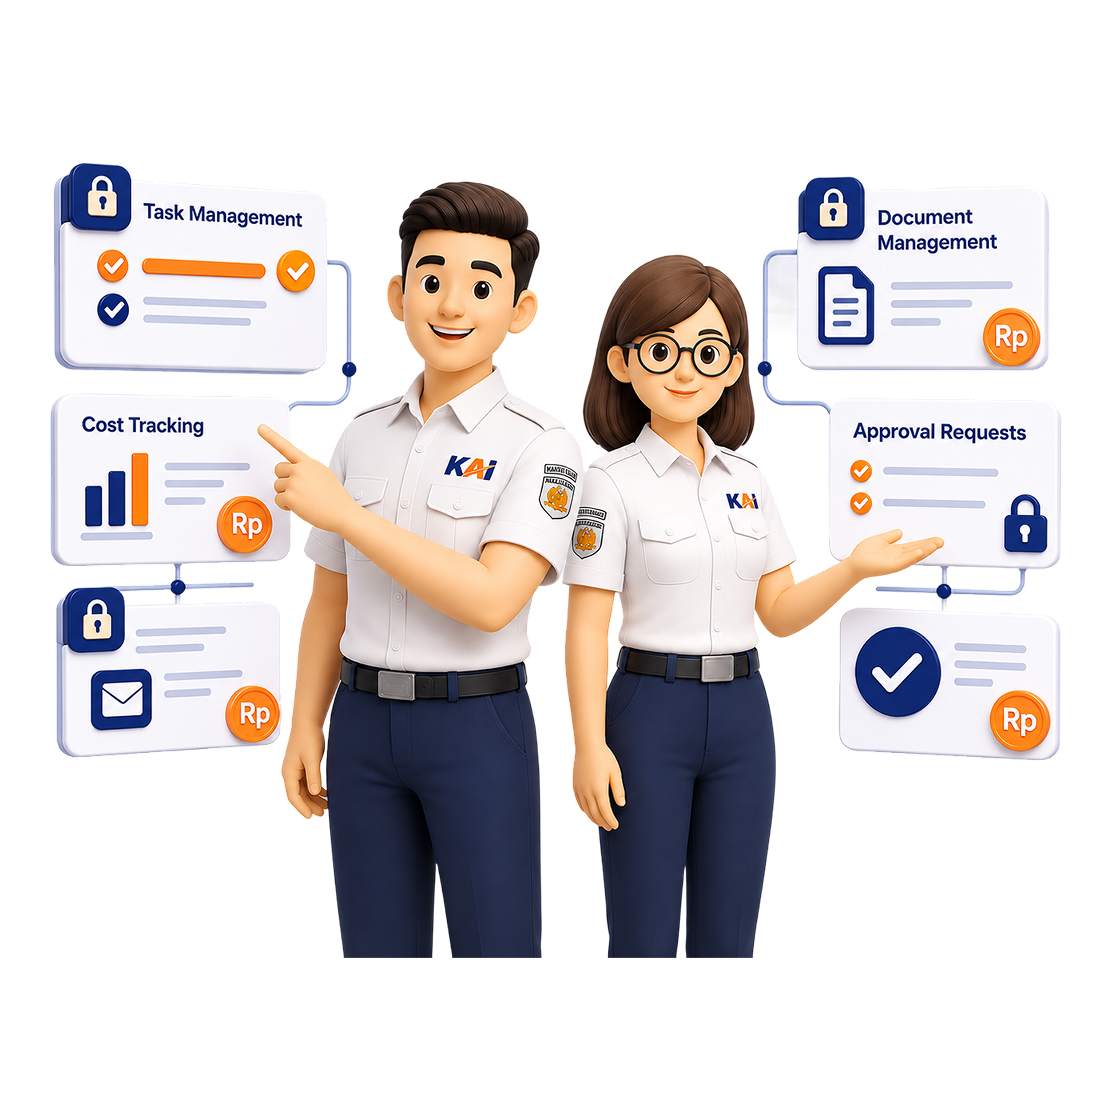 Task Management
Document
Management
Rp
Cost Tracking
Approval Requests
KAI
KAI
Rp
Rp
Rp